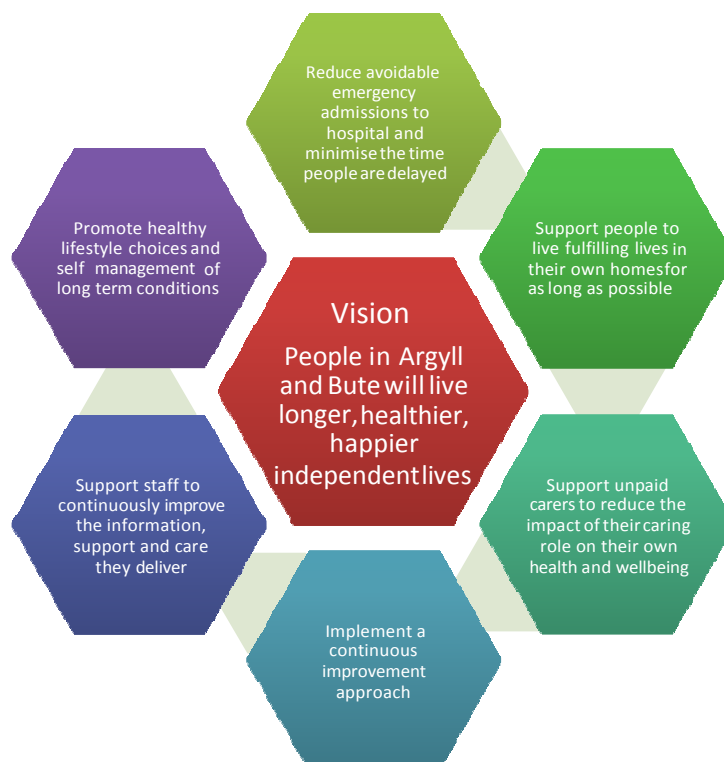 Reduce avoidable
emergency
admissions to
hospital and
minimise the time
people are delayed
Promote healthy
lifestyle choices and
self management of
long term conditions
Support people to
live fulfilling lives in
their own homes for
as long as possible
Vision
People in Argyll
and Bute will live
longer, healthier,
happier
independent lives
Support staff to
continuously improve
the information,
support and care
they deliver
Support unpaid
carers to reduce the
impact of their caring
role on their own
health and wellbeing
Implement a
continuous
improvement
approach